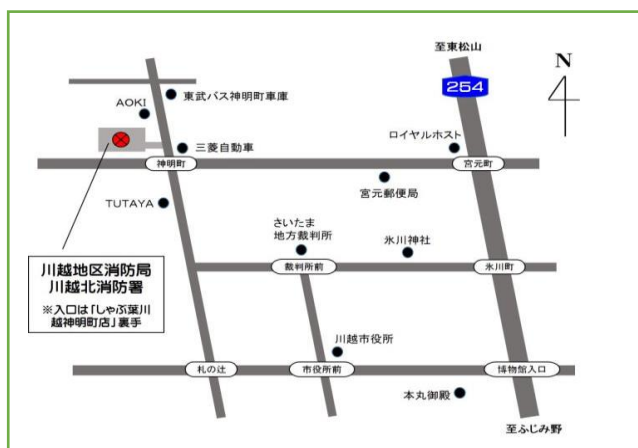 至東松山
N
254
東武バス神明町車庫
AOKI
三菱自動車
ロイヤルホスト
神明町
宮元町
宮元郵便局
TUTAYA
さいたま
地方裁判所
氷川神社
裁判所前
氷川町
川越地区消防局
川越北消防署
※入口は「しゃぶ葉川
越神明町店」裏手
川越市役所
札の辻
市役所前
博物館入口
本丸御殿
至ふじみ野